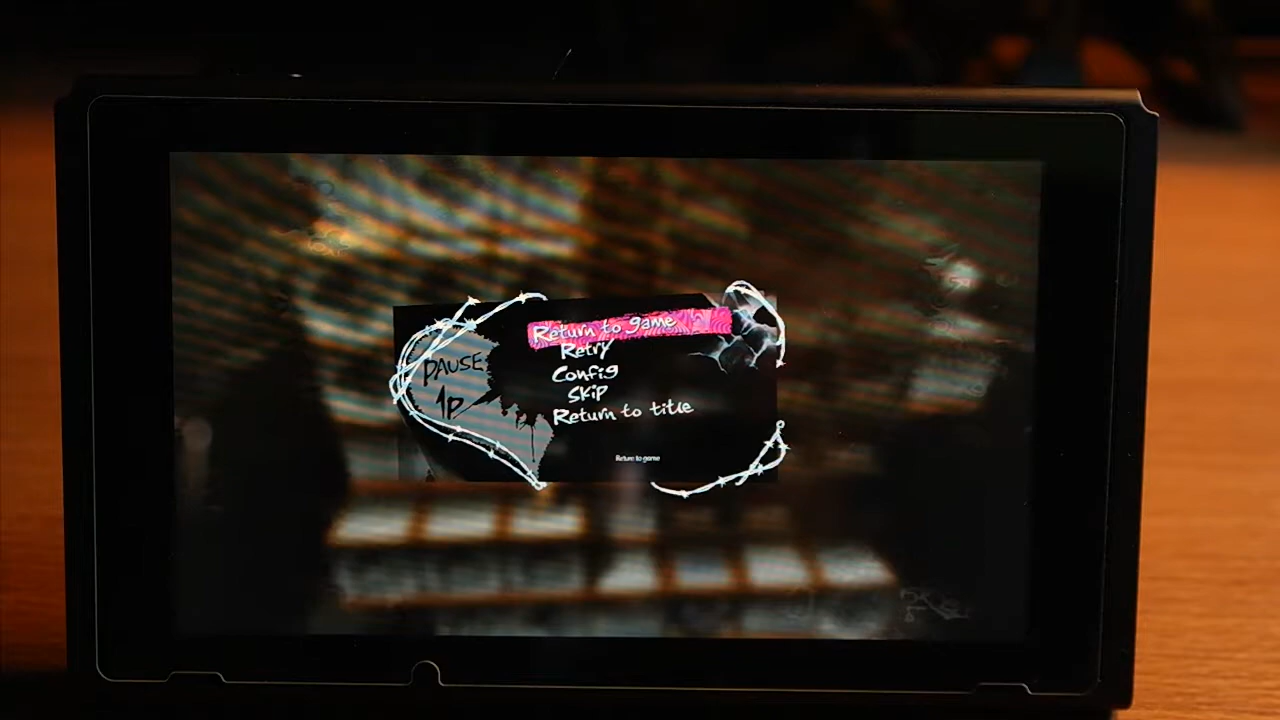 PAUSE
1P
Return to game
Retry
Config
Skip
Return to title
Return to game